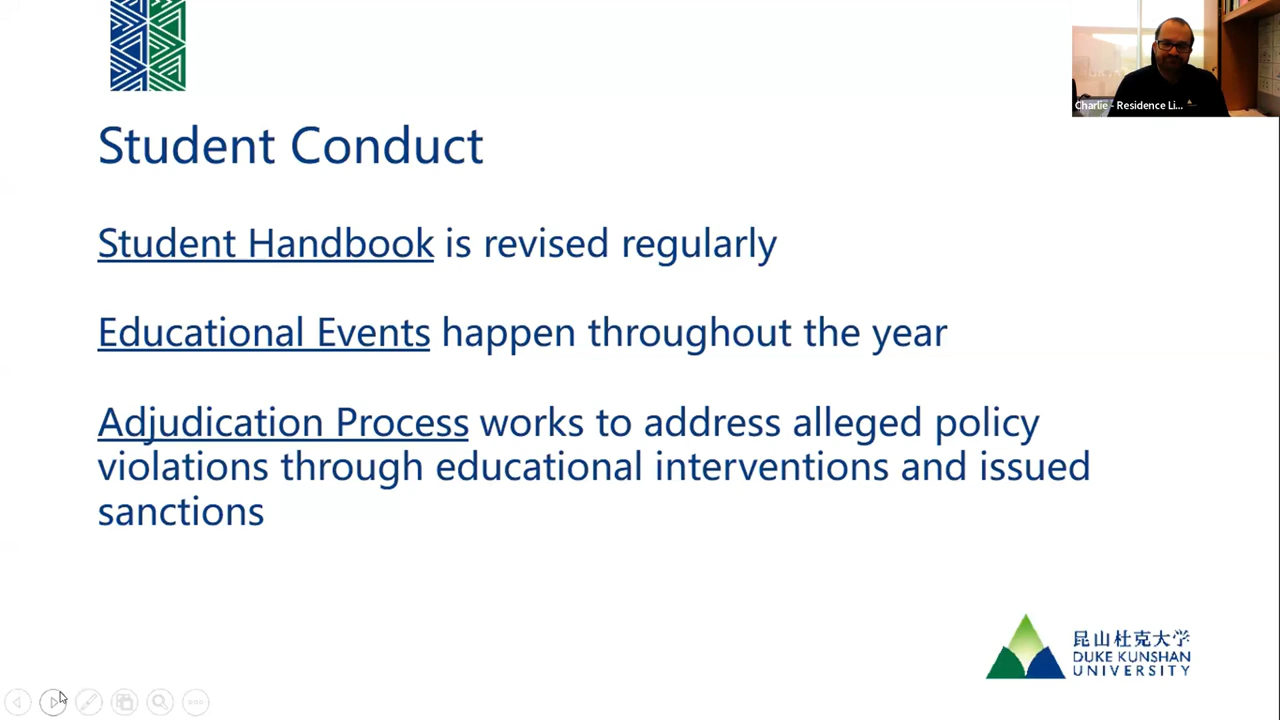 Charlie - Residence Li...
Student Conduct
Student Handbook is revised regularly
Educational Events happen throughout the year
Adjudication Process works to address alleged policy
violations through educational interventions and issued
sanctions
昆山杜克大学
DUKE KUNSHAN
UNIVERSITY